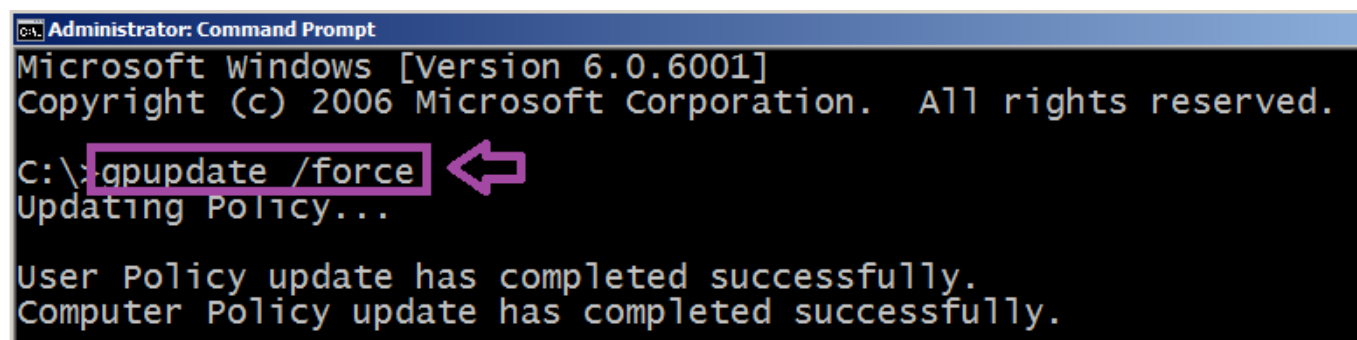 Administrator: Command Prompt
Microsoft Windows [Version 6.0.6001]
Copyright (c) 2006 Microsoft Corporation.  All rights reserved.
C:\>gpupdate /force
Updating Policy...
User Policy update has completed successfully.
Computer Policy update has completed successfully.